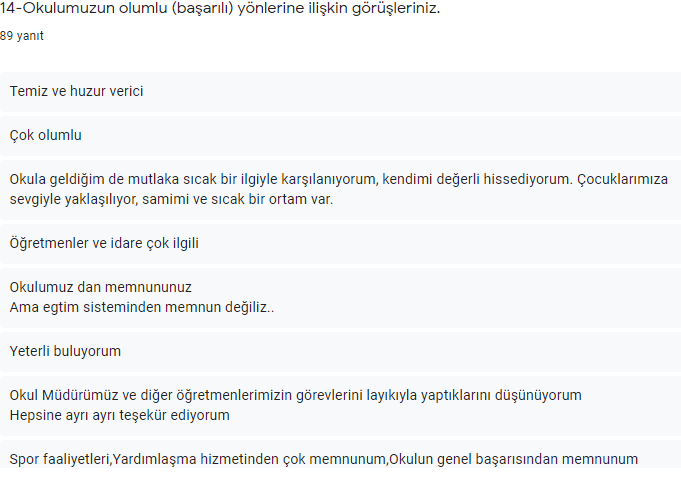 14-Okulumuzun olumlu (başarılı) yönlerine ilişkin görüşleriniz.
89 yanıt
Temiz ve huzur verici
Çok olumlu
Okula geldiğim de mutlaka sıcak bir ilgiyle karşılanıyorum, kendimi değerli hissediyorum. Çocuklarımıza
sevgiyle yaklaşılıyor, samimi ve sıcak bir ortam var.
Öğretmenler ve idare çok ilgili
Okulumuz dan memnununuz
Ama egtim sisteminden memnun değiliz..
Yeterli buluyorum
Okul Müdürümüz ve diğer öğretmenlerimizin görevlerini layıkıyla yaptıklarını düşünüyorum
Hepsine ayrı ayrı teşekür ediyorum
Spor faaliyetleri,Yardımlaşma hizmetinden çok memnunum,Okulun genel başarısından memnunum